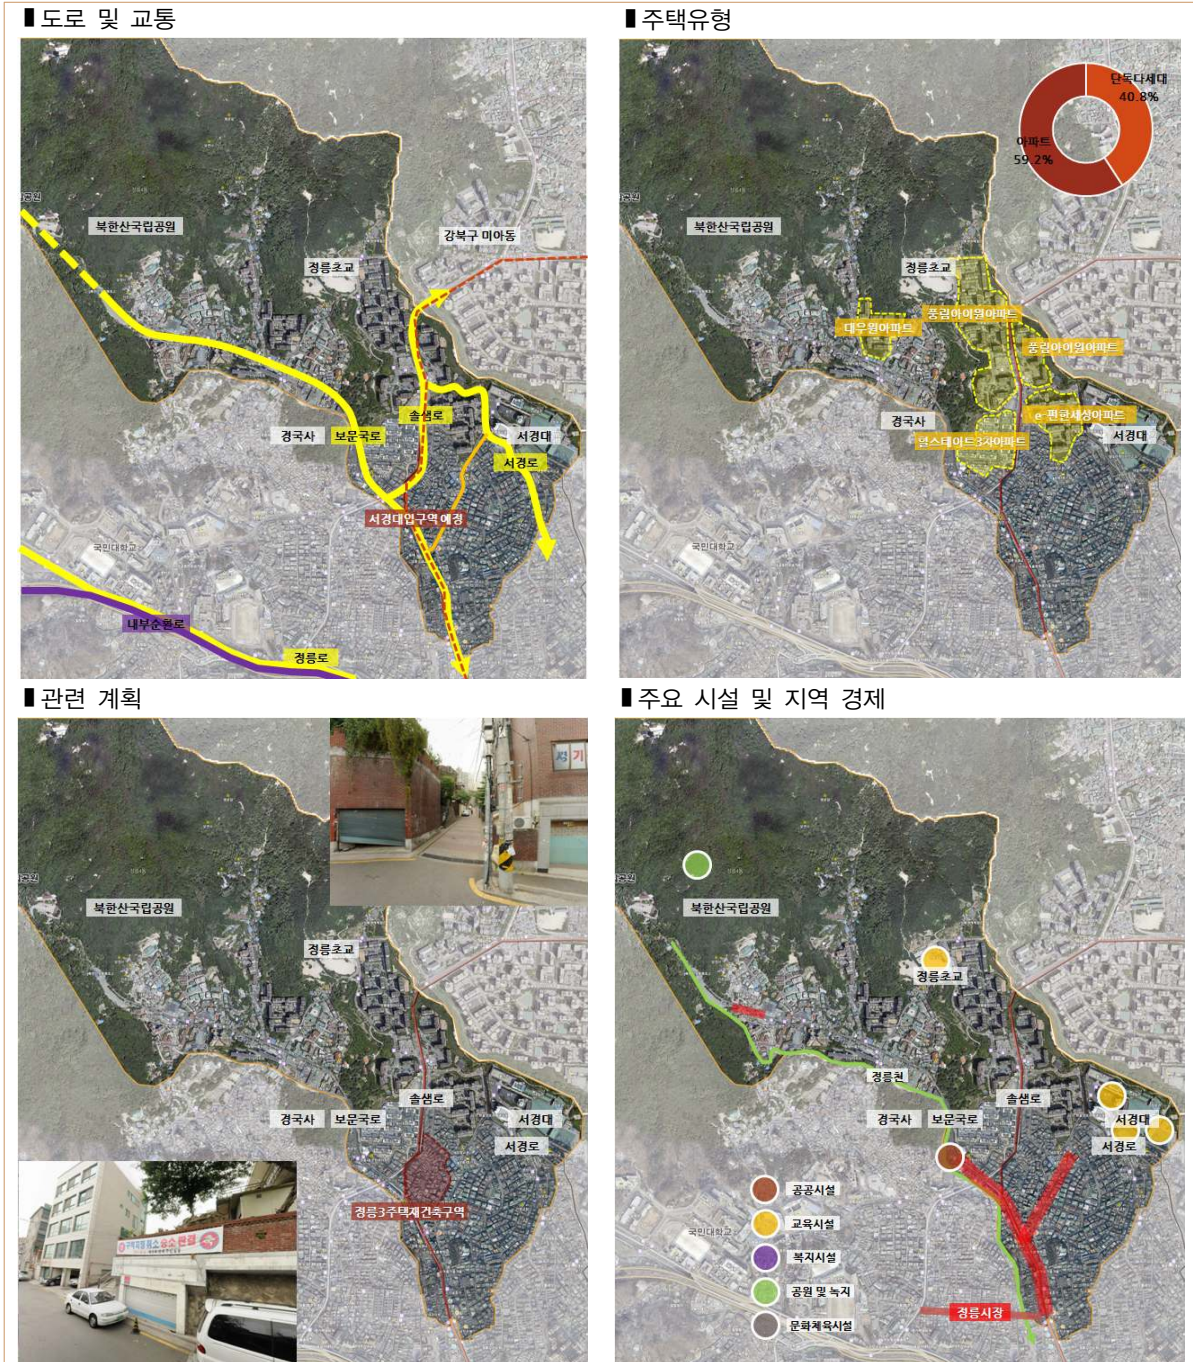 ▮도로 및 교통
공원
북한산국립공원
강북구 미아동
정릉초교
솔샘로
경국사
보문국로
서경대
서경로
서경대입구역 예정
국민대학교
내부순환로
정릉로
▮주택유형
단독다세대
40.8%
아파트
59.2%
공원
북한산국립공원
정릉초교
풍림아이원아파트
대우원아파트
풍림아이원아파트
e-편한세상아파트
경국사
서경대
힐스테이트3차아파트
국민대학교
▮관련 계획
공원
북한산국립공원
정릉초교
솔샘로
경국사
보문국로
서경대
서경로
정릉3주택재건축구역
▮주요 시설 및 지역 경제
공원
북한산국립공원
정릉초교
정릉천
솔샘로
경국사
보문국로
서경대
서경로
공공시설
교육시설
국민대학교
복지시설
공원 및 녹지
정릉시장
문화체육시설